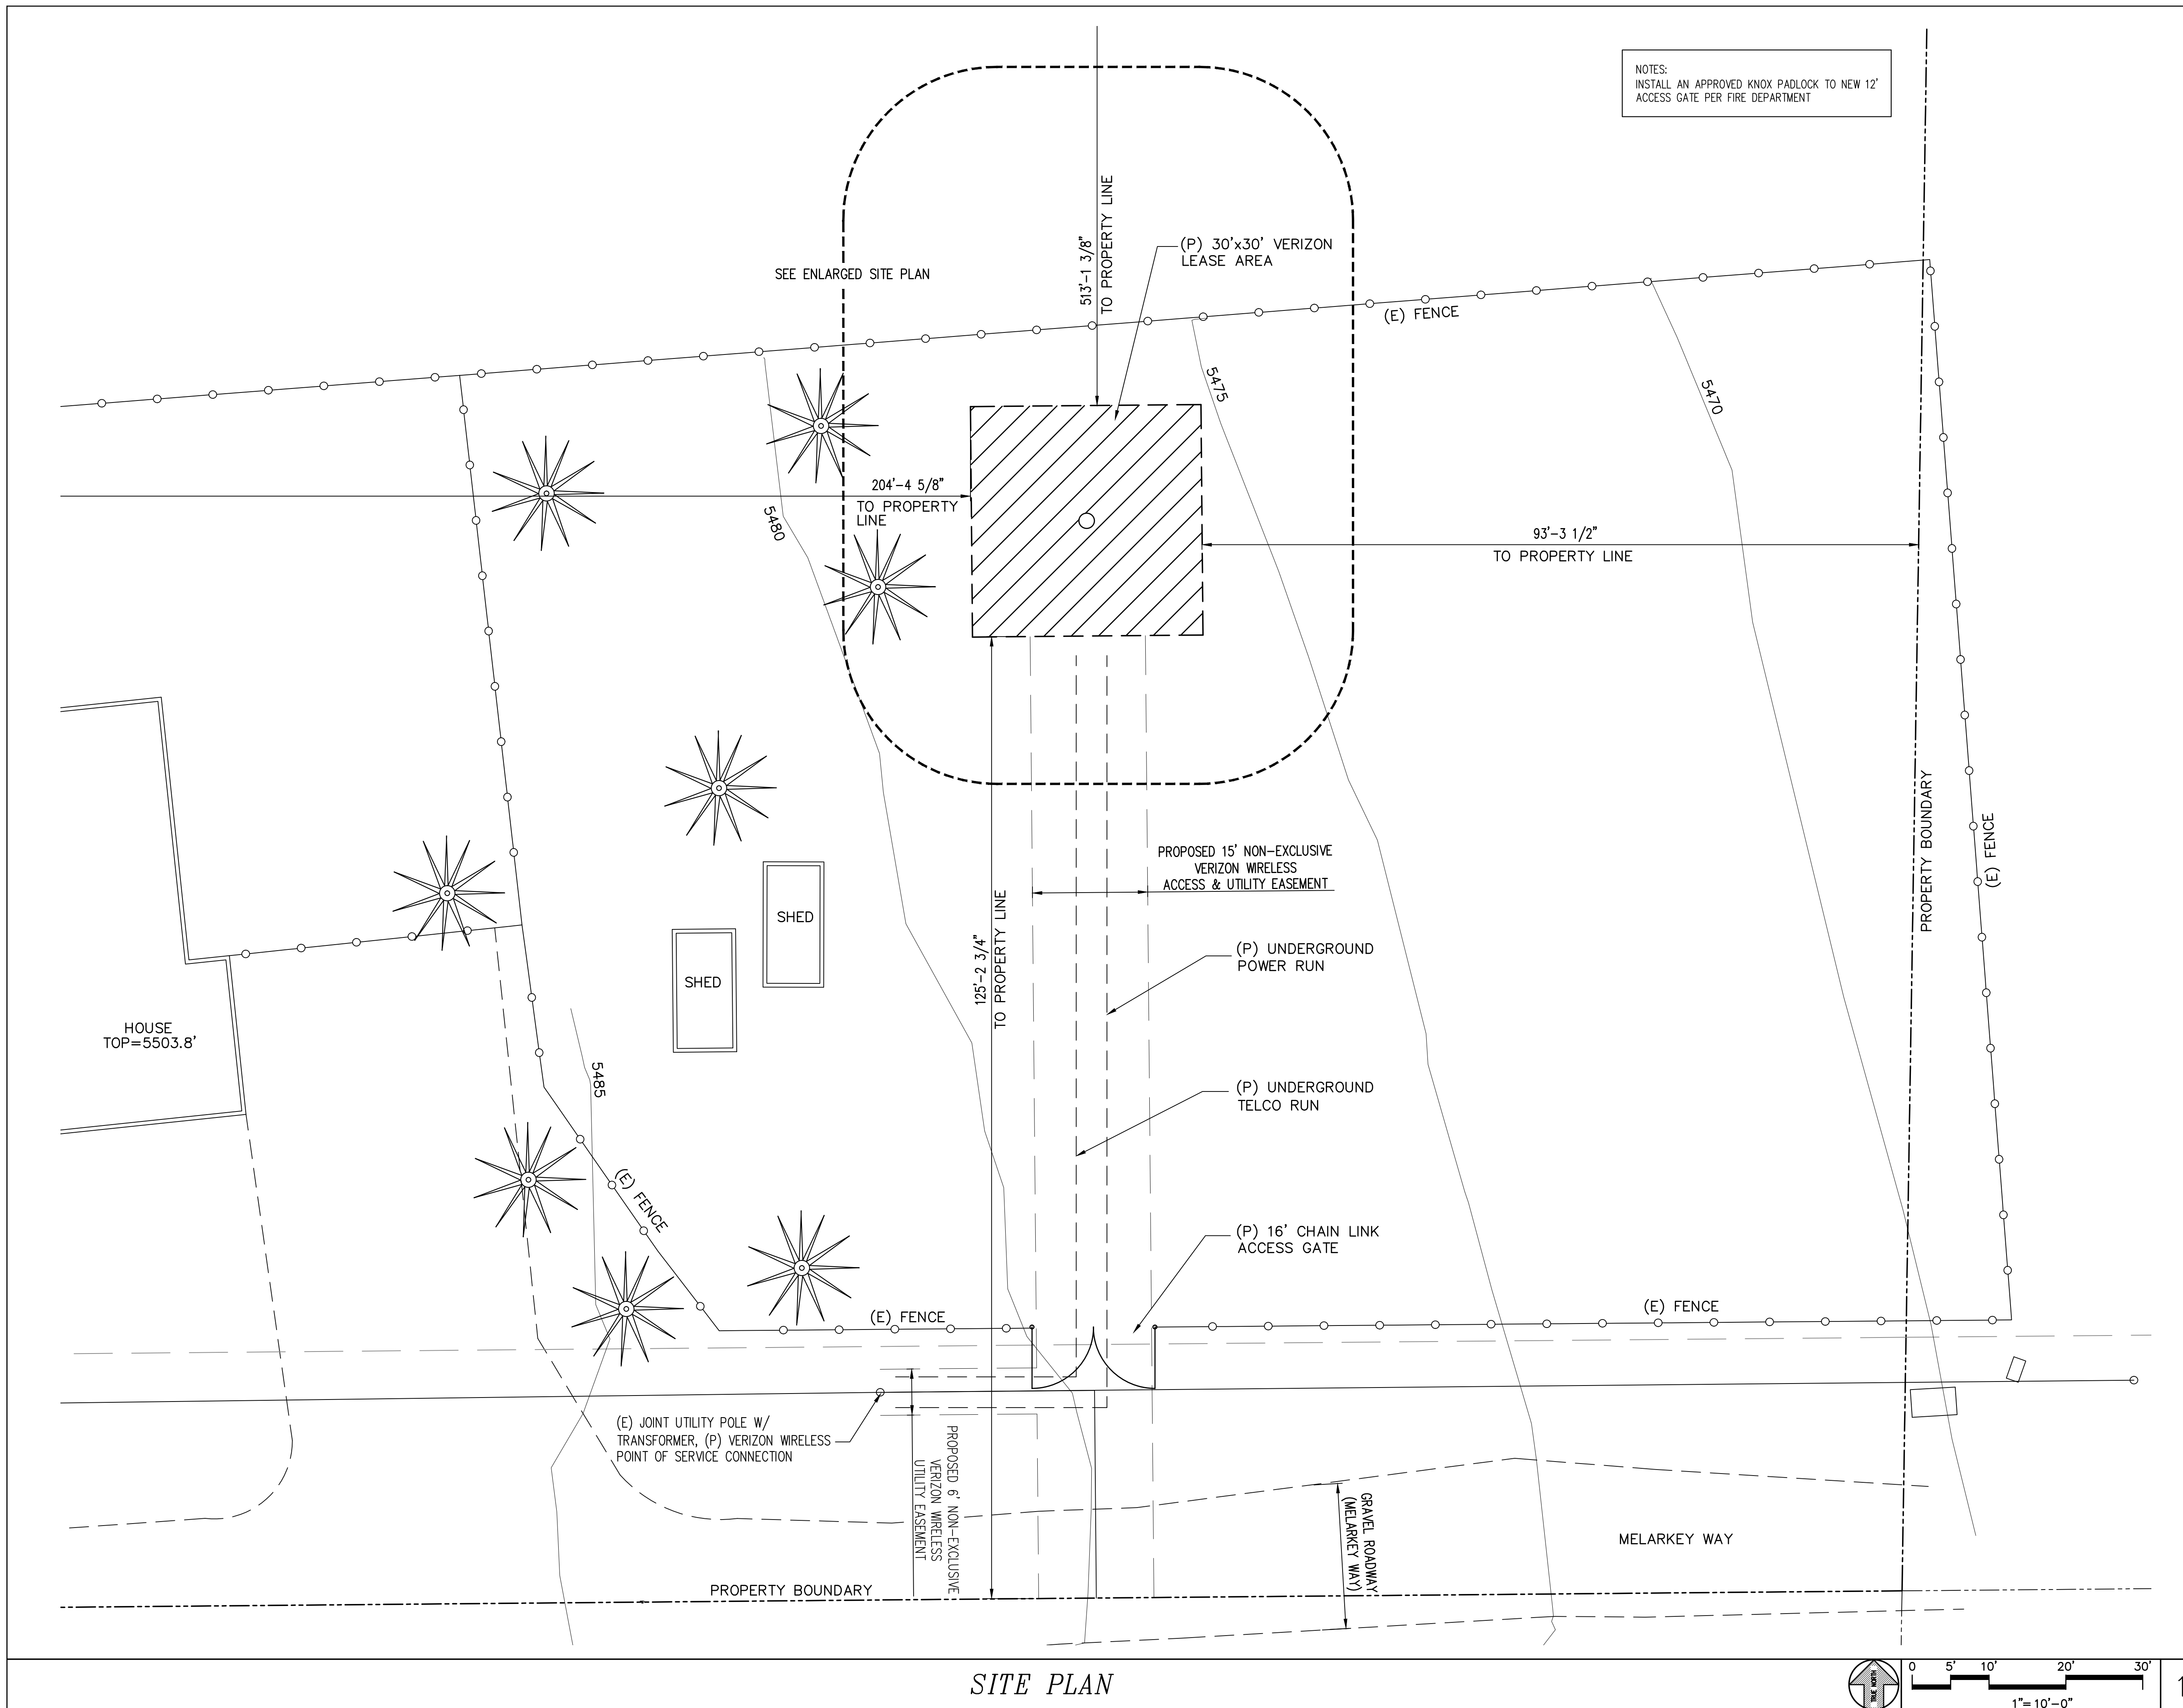 NOTES:
INSTALL AN APPROVED KNOX PADLOCK TO NEW 12'
ACCESS GATE PER FIRE DEPARTMENT
513'-1 3/8"
TO PROPERTY LINE
(P) 30'x30' VERIZON
LEASE AREA
SEE ENLARGED SITE PLAN
(E) FENCE
5475
5470
204'-4 5/8"
TO PROPERTY
LINE
5480
93'-3 1/2"
TO PROPERTY LINE
PROPERTY BOUNDARY
(E) FENCE
PROPOSED 15' NON-EXCLUSIVE
VERIZON WIRELESS
ACCESS & UTILITY EASEMENT
SHED
SHED
125'-2 3/4"
TO PROPERTY LINE
(P) UNDERGROUND
POWER RUN
HOUSE
TOP=5503.8'
5485
(P) UNDERGROUND
TELCO RUN
(E) FENCE
(P) 16' CHAIN LINK
ACCESS GATE
(E) FENCE
(E) FENCE
(E) JOINT UTILITY POLE W/
TRANSFORMER, (P) VERIZON WIRELESS
POINT OF SERVICE CONNECTION
PROPOSED 6' NON-EXCLUSIVE
VERIZON WIRELESS
UTILITY EASEMENT
GRAVEL ROADWAY
(MELARKEY WAY)
MELARKEY WAY
PROPERTY BOUNDARY
SITE PLAN
TRUE NORTH
0 5' 10' 20' 30'
1"=10'-0"